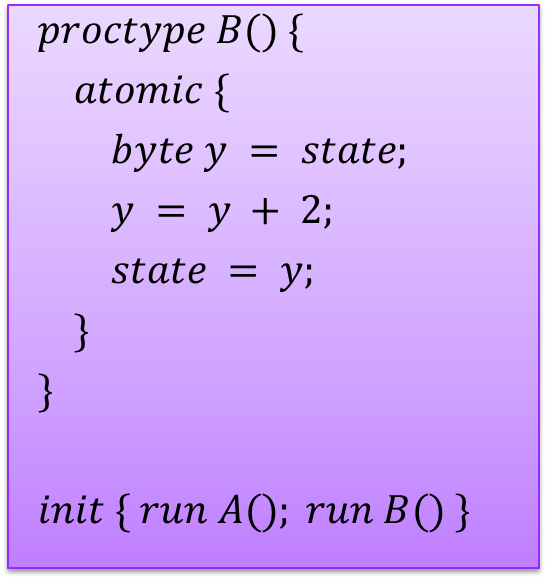 proctype B() {
atomic {
byte y = state;
y = y + 2;
state = y;
}
}
init { run A(); run B() }